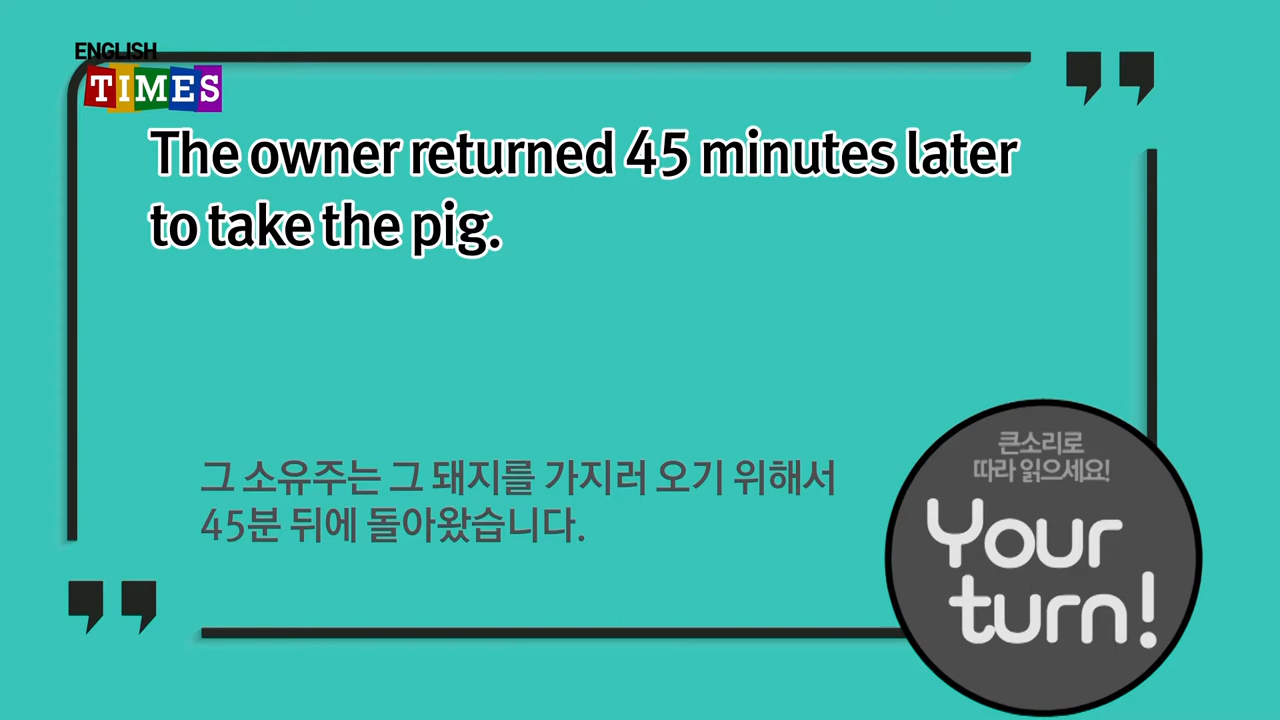 ENGLISH
TIMES
The owner returned 45 minutes later
to take the pig.
그 소유주는 그 돼지를 가지러 오기 위해서
45분 뒤에 돌아왔습니다.
큰소리로
따라 읽으세요!
Your
turn!